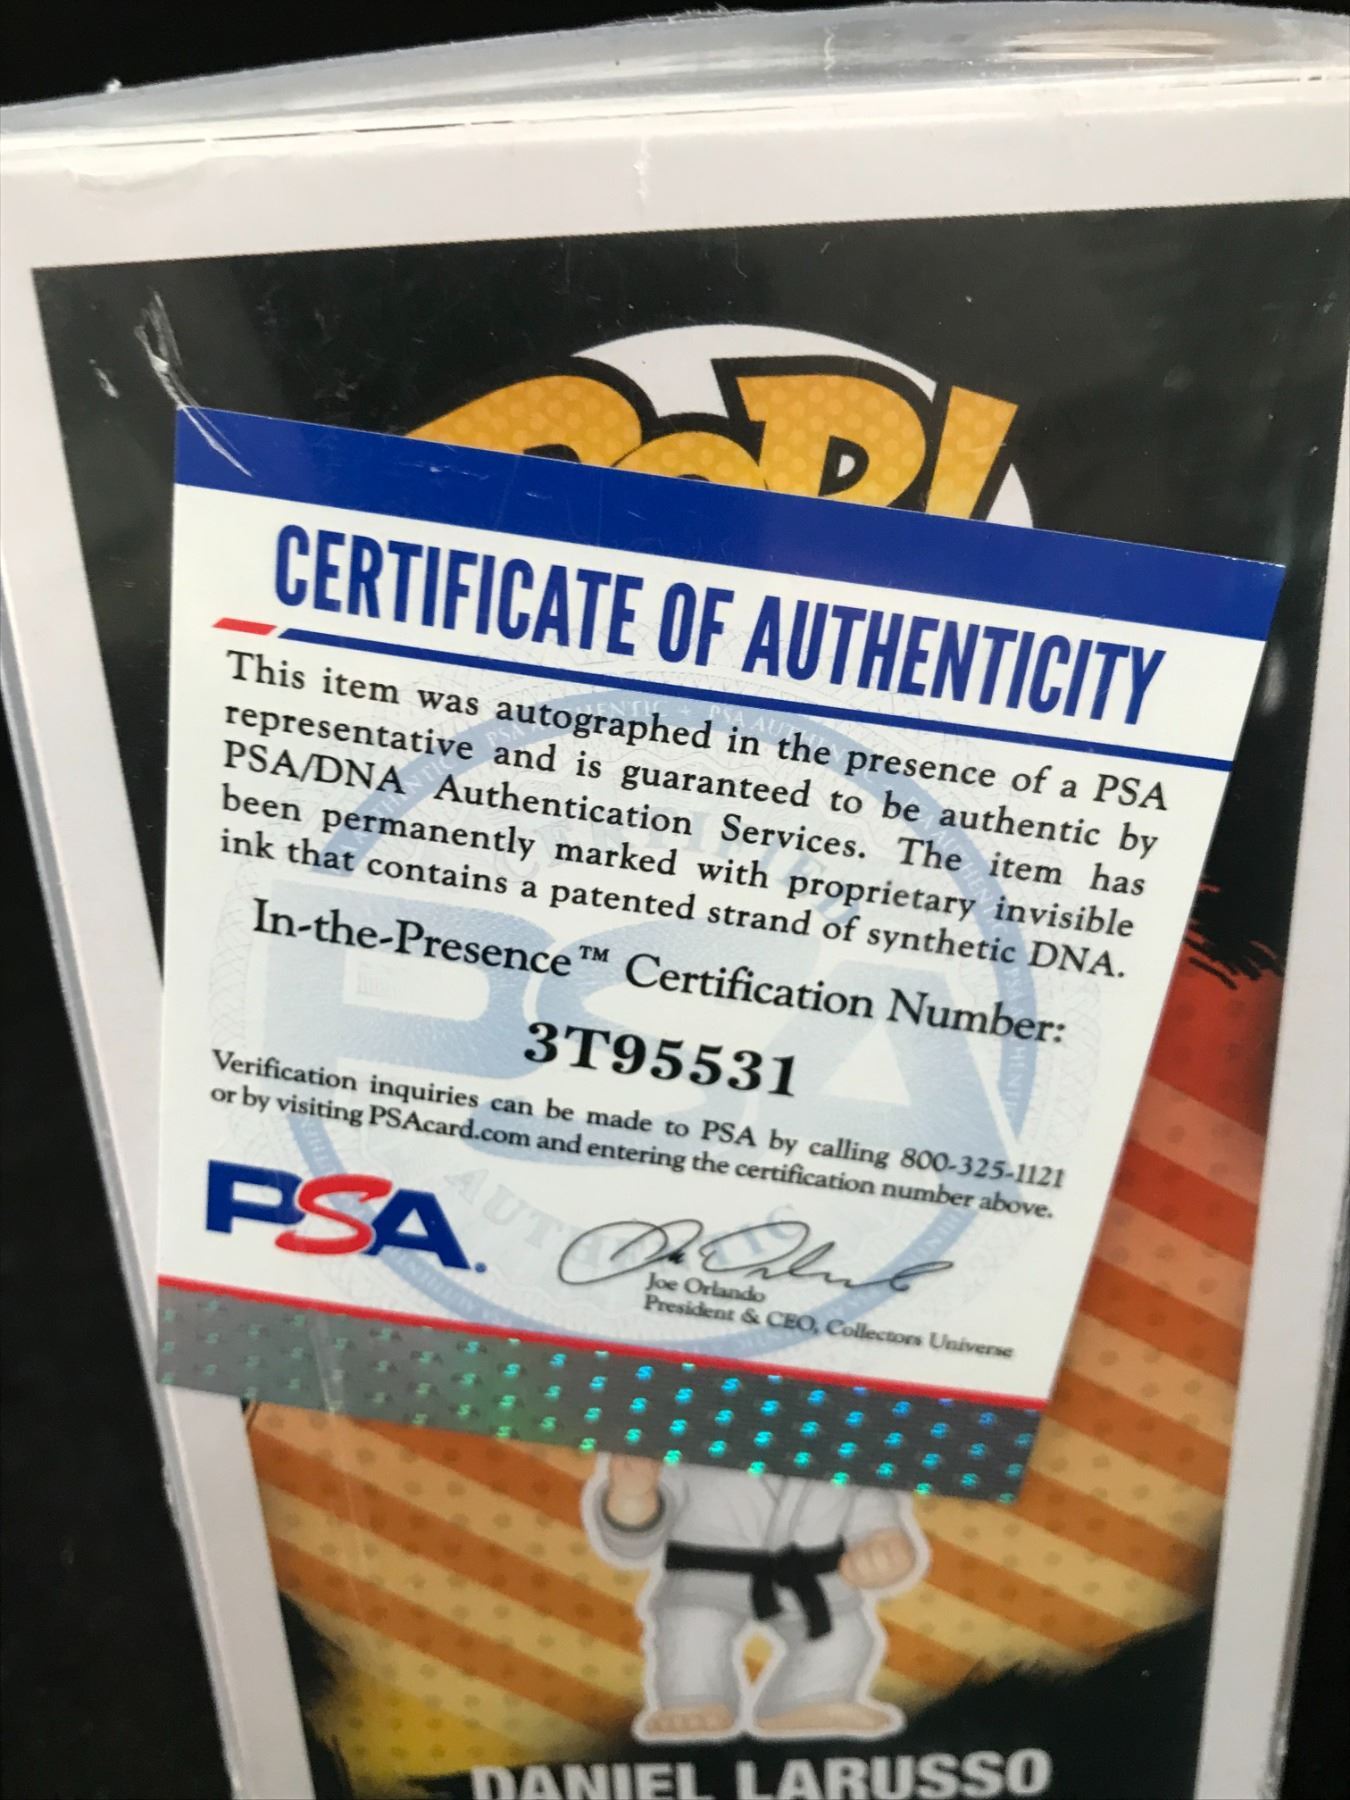 POP!
CERTIFICATE OF AUTHENTICITY
This item was autographed in the presence of a PSA
representative and is guaranteed to be authentic by
PSA/DNA Authentication Services. The item has
been permanently marked with proprietary invisible
ink that contains a patented strand of synthetic DNA.
In-the-Presence™ Certification Number:
3T95531
Verification inquiries can be made to PSA by calling 800-325-1121
or by visiting PSAcard.com and entering the certification number above.
PSA.
Joe Orlando
President & CEO, Collectors Universe
DANIEL LARUSSO